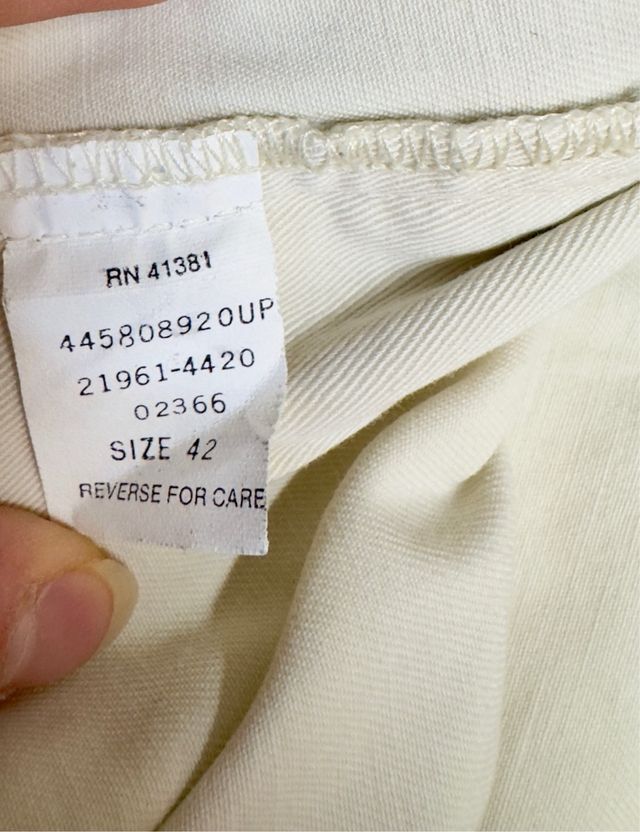 RN 41381
445808920UP
21961-4420
02366
SIZE 42
REVERSE FOR CARE